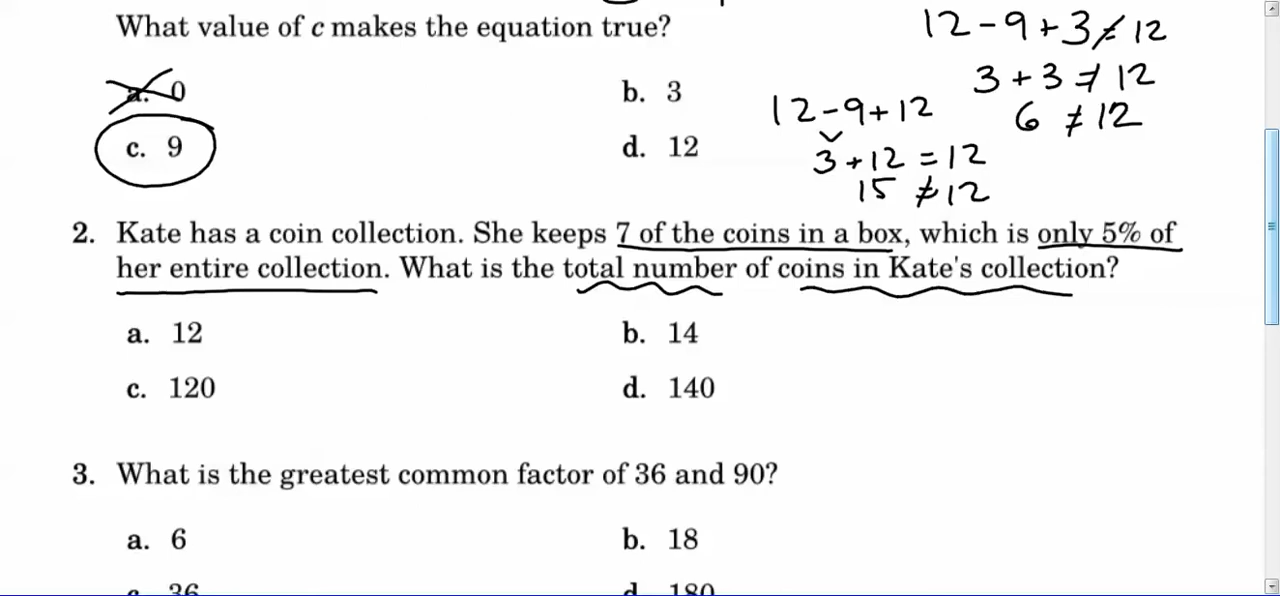 What value of c makes the equation true?
12 - 9 + 3 ≠ 12
3 + 3 ≠ 12
6 ≠ 12
a. 0
b. 3
12 - 9 + 12
3 + 12 = 12
15 ≠ 12
c. 9
d. 12
2. Kate has a coin collection. She keeps 7 of the coins in a box, which is only 5% of
her entire collection. What is the total number of coins in Kate's collection?
a. 12
b. 14
c. 120
d. 140
3. What is the greatest common factor of 36 and 90?
a. 6
b. 18
c. 36
d. 180